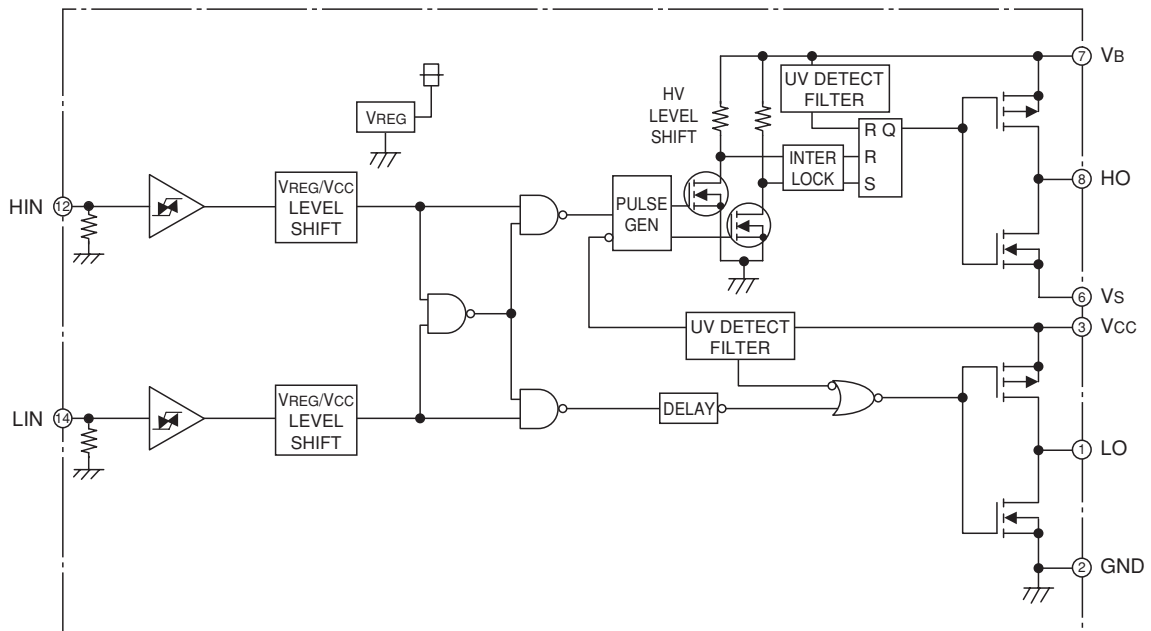 7 VB
UV DETECT
FILTER
HV
LEVEL
SHIFT
VREG
R Q
R
S
INTER
LOCK
HIN 12
VREG/VCC
LEVEL
SHIFT
PULSE
GEN
8 HO
6 VS
3 VCC
UV DETECT
FILTER
LIN 14
VREG/VCC
LEVEL
SHIFT
DELAY
1 LO
2 GND